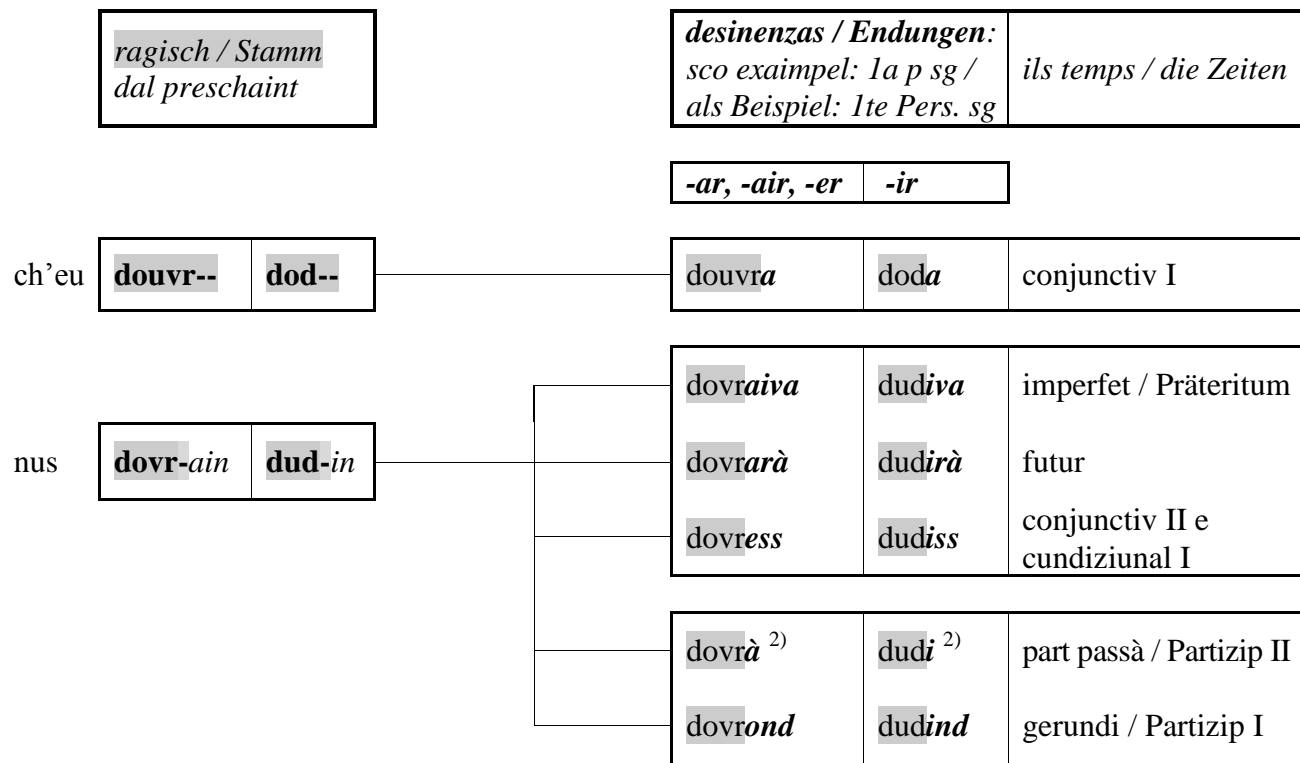 ragisch / Stamm
dal preschaint
desinenzas / Endungen:
sco exaimpel: 1a p sg /
als Beispiel: 1te Pers. sg
ils temps / die Zeiten
-ar, -air, -er -ir
ch’eu douvr-- dod-- douvra doda conjunctiv I
dovraiva dudiva imperfet / Präteritum
nus dovr-ain dud-in dovrarà dudirà futur
dovress dudiss conjunctiv II e
cundiziunal I
dovrà 2) dudi 2) part passà / Partizip II
dovrond dudind gerundi / Partizip I